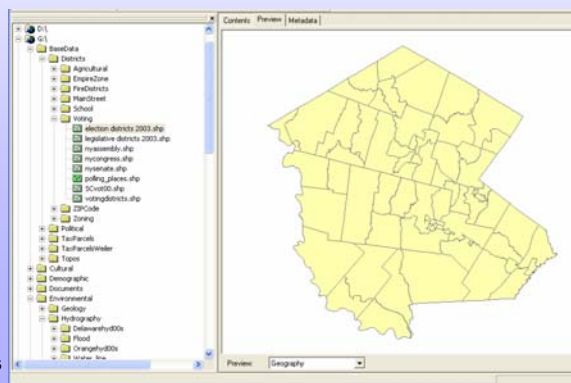 Contents Preview Metadata
D:\
G:\
BaseData
Districts
Agricultural
EmpireZone
FireDistricts
MainStreet
School
Voting
election districts 2003.shp
legislative districts 2003.shp
nyassembly.shp
nycongress.shp
nysenate.shp
polling_places.shp
SCvot00.shp
votingdistricts.shp
ZIPCode
Zoning
Political
TaxParcels
TaxParcelsWeiler
Topos
Cultural
Demographic
Documents
Environmental
Geology
Hydrography
Delawarehyd00s
Flood
Orangehyd00s
Water_line
Preview: Geography